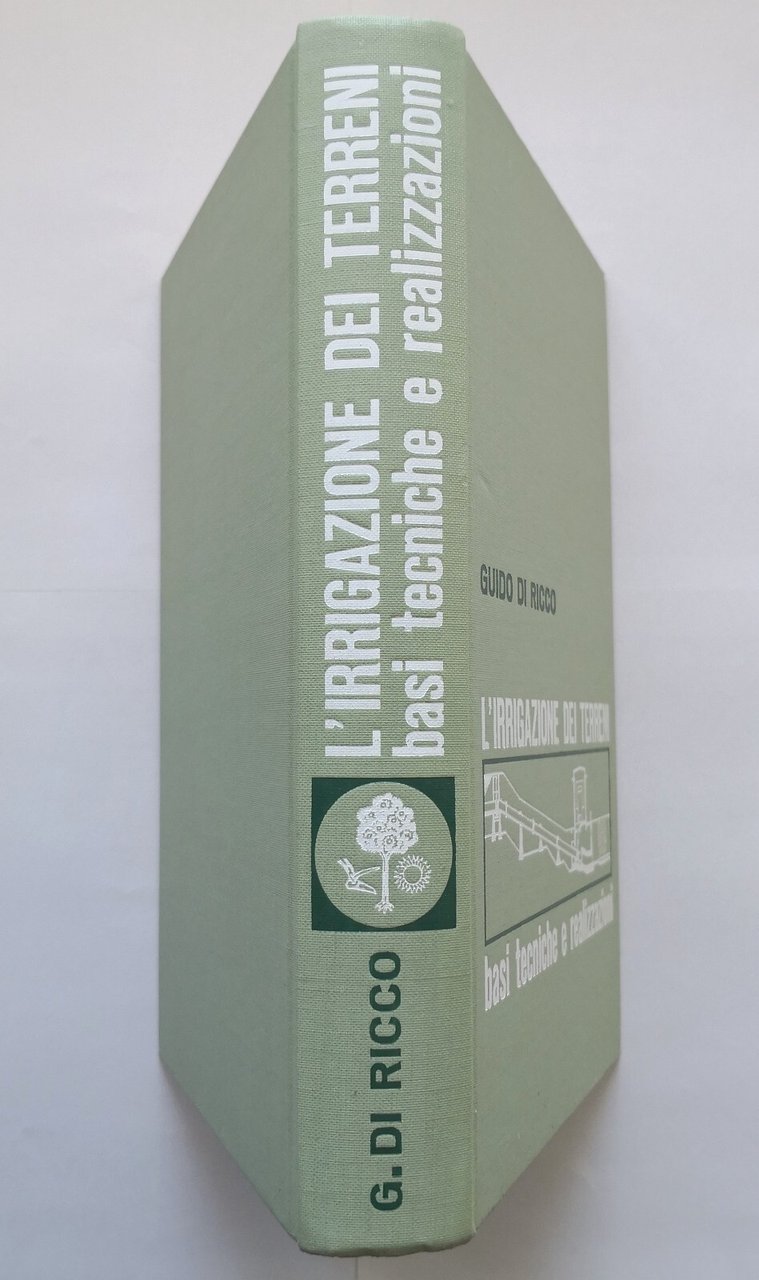 L'IRRIGAZIONE DEI TERRENI
basi tecniche e realizzazioni
G. DI RICCO
GUIDO DI RICCO
L'IRRIGAZIONE DEI TERRENI
basi tecniche e realizzazioni